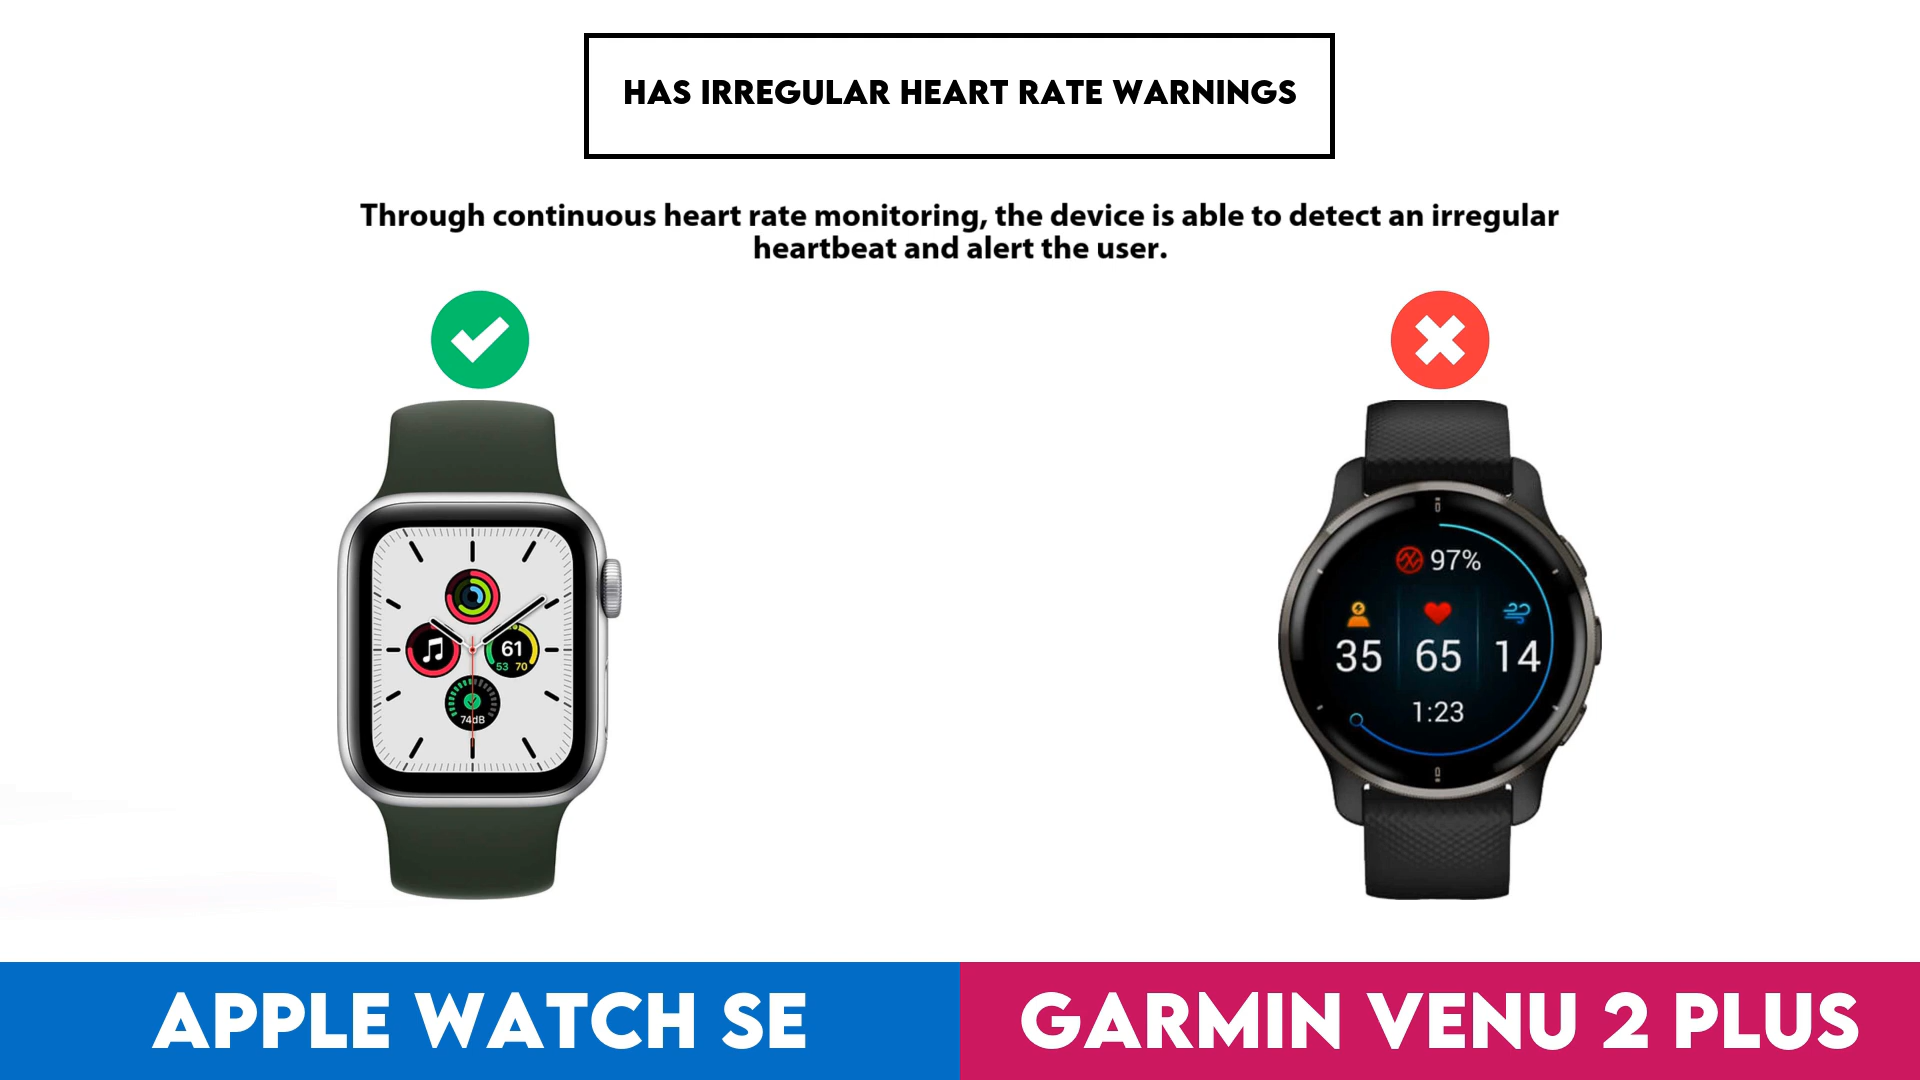 HAS IRREGULAR HEART RATE WARNINGS
Through continuous heart rate monitoring, the device is able to detect an irregular
heartbeat and alert the user.
61
53 70
74dB
97%
35 65 14
1:23
APPLE WATCH SE
GARMIN VENU 2 PLUS